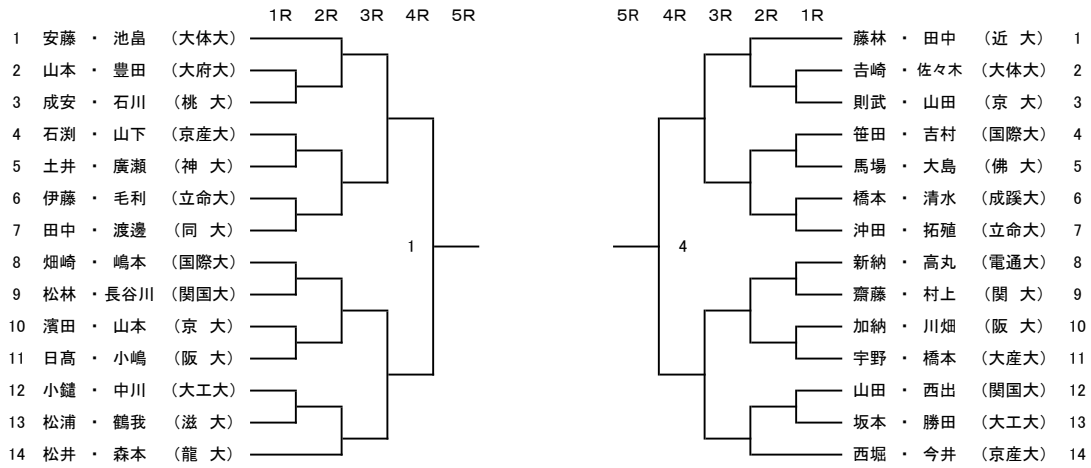 1R 2R 3R 4R 5R
5R 4R 3R 2R 1R
1 安藤 ・ 池畠 (大体大)
藤林 ・ 田中 (近 大) 1
2 山本 ・ 豊田 (大府大)
吉崎 ・ 佐々木 (大体大) 2
3 成安 ・ 石川 (桃 大)
則武 ・ 山田 (京 大) 3
4 石渕 ・ 山下 (京産大)
笹田 ・ 吉村 (国際大) 4
5 土井 ・ 廣瀬 (神 大)
馬場 ・ 大島 (佛 大) 5
6 伊藤 ・ 毛利 (立命大)
橋本 ・ 清水 (成蹊大) 6
7 田中 ・ 渡邊 (同 大)
沖田 ・ 拓殖 (立命大) 7
1
4
8 畑崎 ・ 嶋本 (国際大)
新納 ・ 高丸 (電通大) 8
9 松林 ・ 長谷川 (関国大)
齋藤 ・ 村上 (関 大) 9
10 濱田 ・ 山本 (京 大)
加納 ・ 川畑 (阪 大) 10
11 日髙 ・ 小嶋 (阪 大)
宇野 ・ 橋本 (大産大) 11
12 小鑓 ・ 中川 (大工大)
山田 ・ 西出 (関国大) 12
13 松浦 ・ 鶴我 (滋 大)
坂本 ・ 勝田 (大工大) 13
14 松井 ・ 森本 (龍 大)
西堀 ・ 今井 (京産大) 14